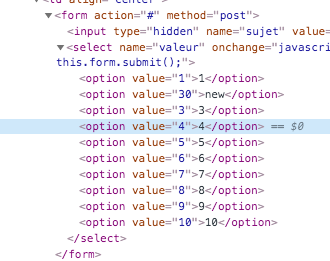 <td align="center">
▼<form action="#" method="post">
<input type="hidden" name="sujet" value=
▼<select name="valeur" onchange="javascri
this.form.submit();">
<option value="1">1</option>
<option value="30">new</option>
<option value="3">3</option>
<option value="4">4</option> == $0
<option value="5">5</option>
<option value="6">6</option>
<option value="7">7</option>
<option value="8">8</option>
<option value="9">9</option>
<option value="10">10</option>
</select>
</form>